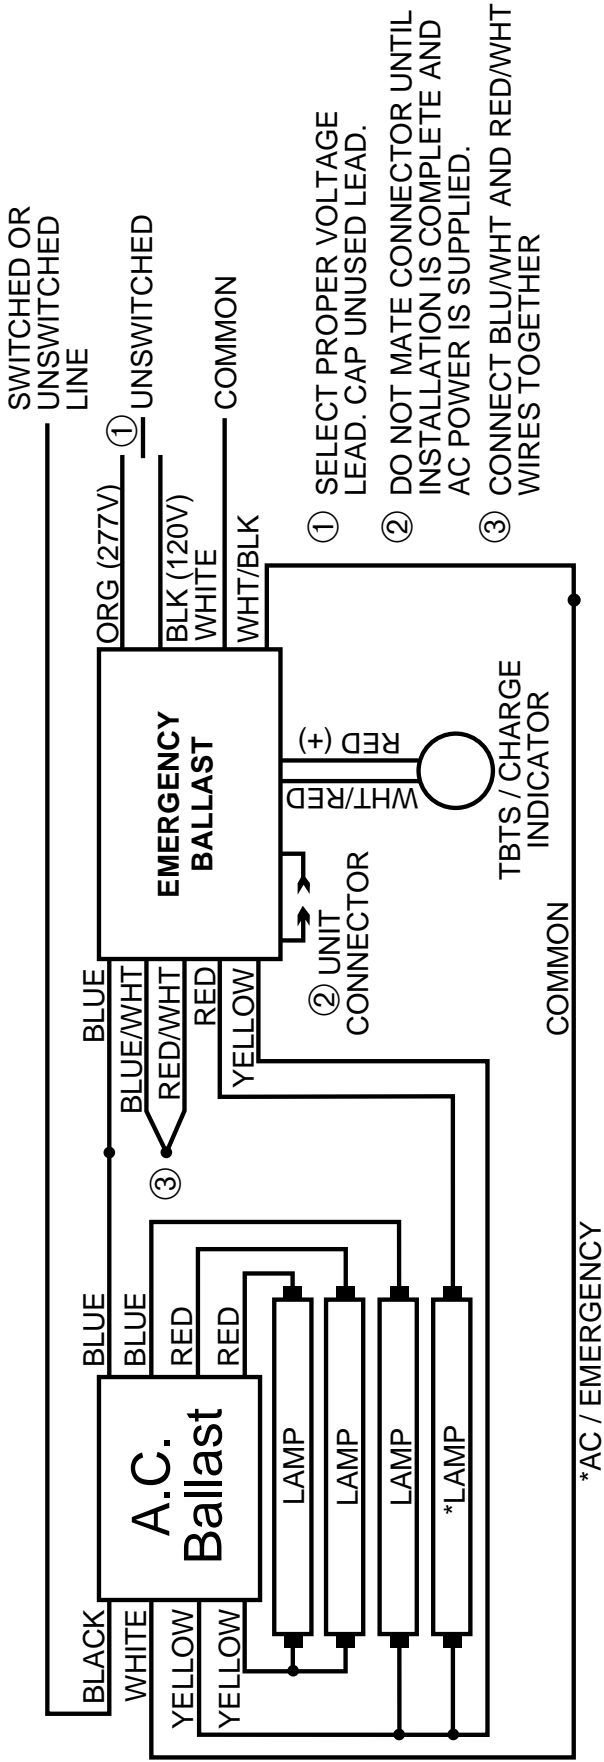 SWITCHED OR
UNSWITCHED
LINE
①
UNSWITCHED
COMMON
ORG (277V)
BLK (120V)
WHITE
WHT/BLK
EMERGENCY
BALLAST
BLUE
BLUE/WHT
RED/WHT
RED
YELLOW
③
② UNIT
CONNECTOR
WHT/RED
RED (+)
TBTS / CHARGE
INDICATOR
COMMON
BLUE
BLUE
RED
RED
A.C.
Ballast
BLACK
WHITE
YELLOW
YELLOW
LAMP
LAMP
LAMP
*LAMP
*AC / EMERGENCY
① SELECT PROPER VOLTAGE
LEAD. CAP UNUSED LEAD.
② DO NOT MATE CONNECTOR UNTIL
INSTALLATION IS COMPLETE AND
AC POWER IS SUPPLIED.
③ CONNECT BLU/WHT AND RED/WHT
WIRES TOGETHER